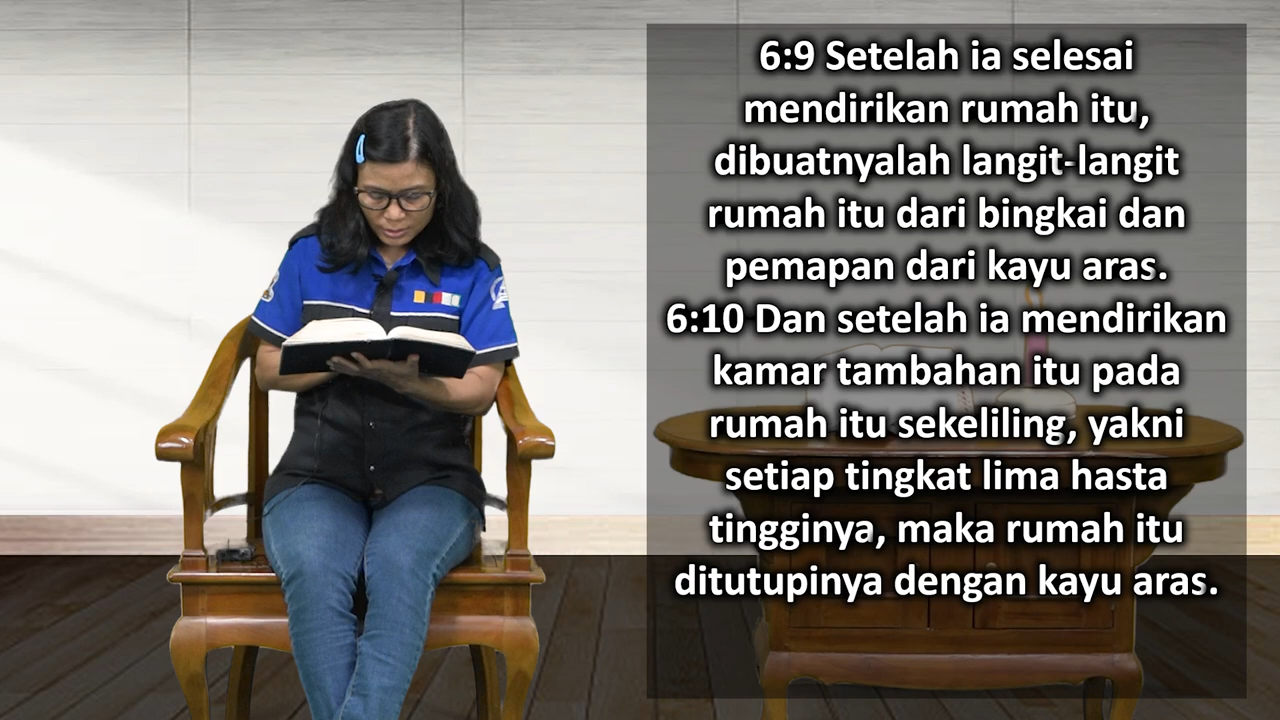 6:9 Setelah ia selesai
mendirikan rumah itu,
dibuatnyalah langit-langit
rumah itu dari bingkai dan
pemapan dari kayu aras.
6:10 Dan setelah ia mendirikan
kamar tambahan itu pada
rumah itu sekeliling, yakni
setiap tingkat lima hasta
tingginya, maka rumah itu
ditutupinya dengan kayu aras.